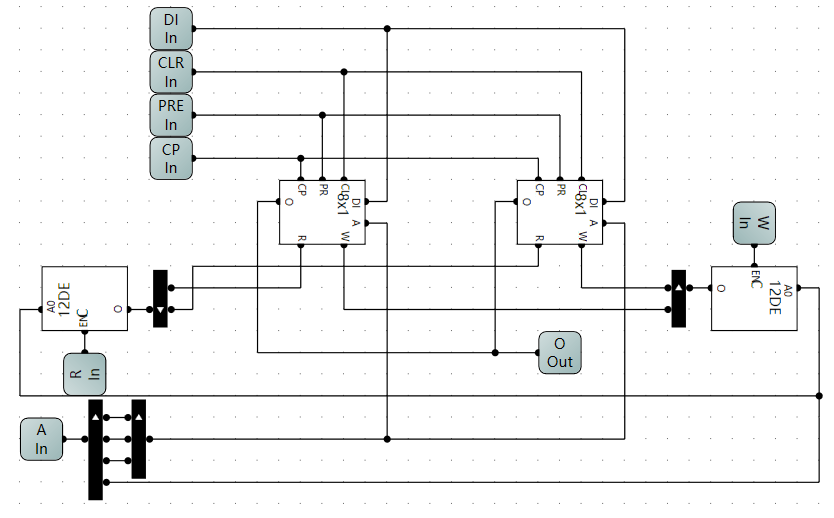 DI
In
CLR
In
PRE
In
CP
In
CP
PR
CL
8x1
DI
O
A
R
W
CP
PR
CL
8x1
DI
O
A
R
W
W
In
A0
12DE
C
EN
O
EN
C
12DE
A0
O
R
In
O
Out
A
In